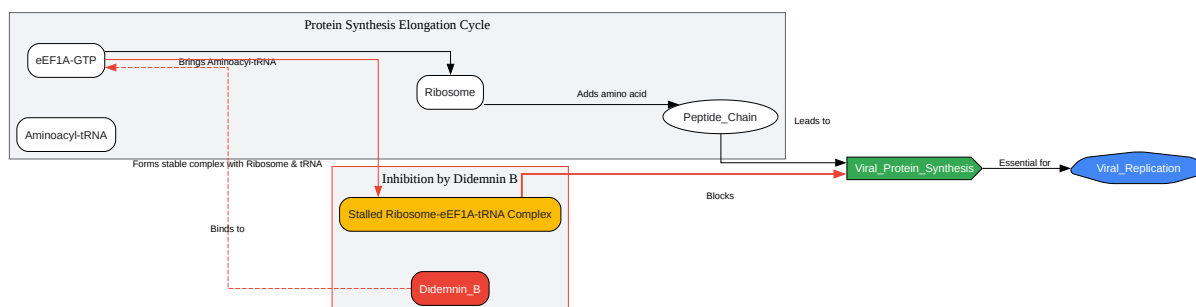 Protein Synthesis Elongation Cycle
eEF1A-GTP
Brings Aminoacyl-tRNA
Ribosome
Adds amino acid
Peptide_Chain
Aminoacyl-tRNA
Leads to
Forms stable complex with Ribosome & tRNA
Viral_Protein_Synthesis
Essential for
Viral_Replication
Inhibition by Didemnin B
Blocks
Stalled Ribosome-eEF1A-tRNA Complex
Binds to
Didemnin_B